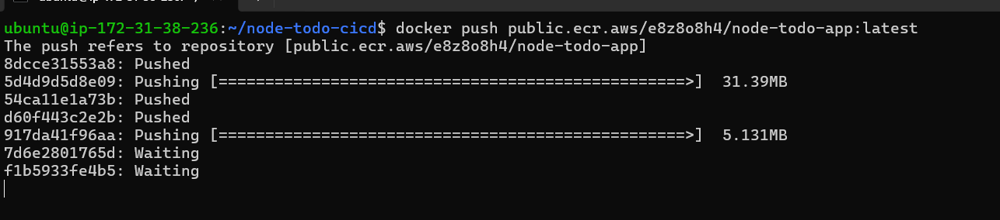 ubuntu@ip-172-31-38-236:~/node-todo-cicd$ docker push public.ecr.aws/e8z8o8h4/node-todo-app:latest
The push refers to repository [public.ecr.aws/e8z8o8h4/node-todo-app]
8dcce31553a8: Pushed
5d4d9d5d8e09: Pushing [==================================================>]  31.39MB
54ca11e1a73b: Pushed
d60f443c2e2b: Pushed
917da41f96aa: Pushing [==================================================>]  5.131MB
7d6e2801765d: Waiting
f1b5933fe4b5: Waiting